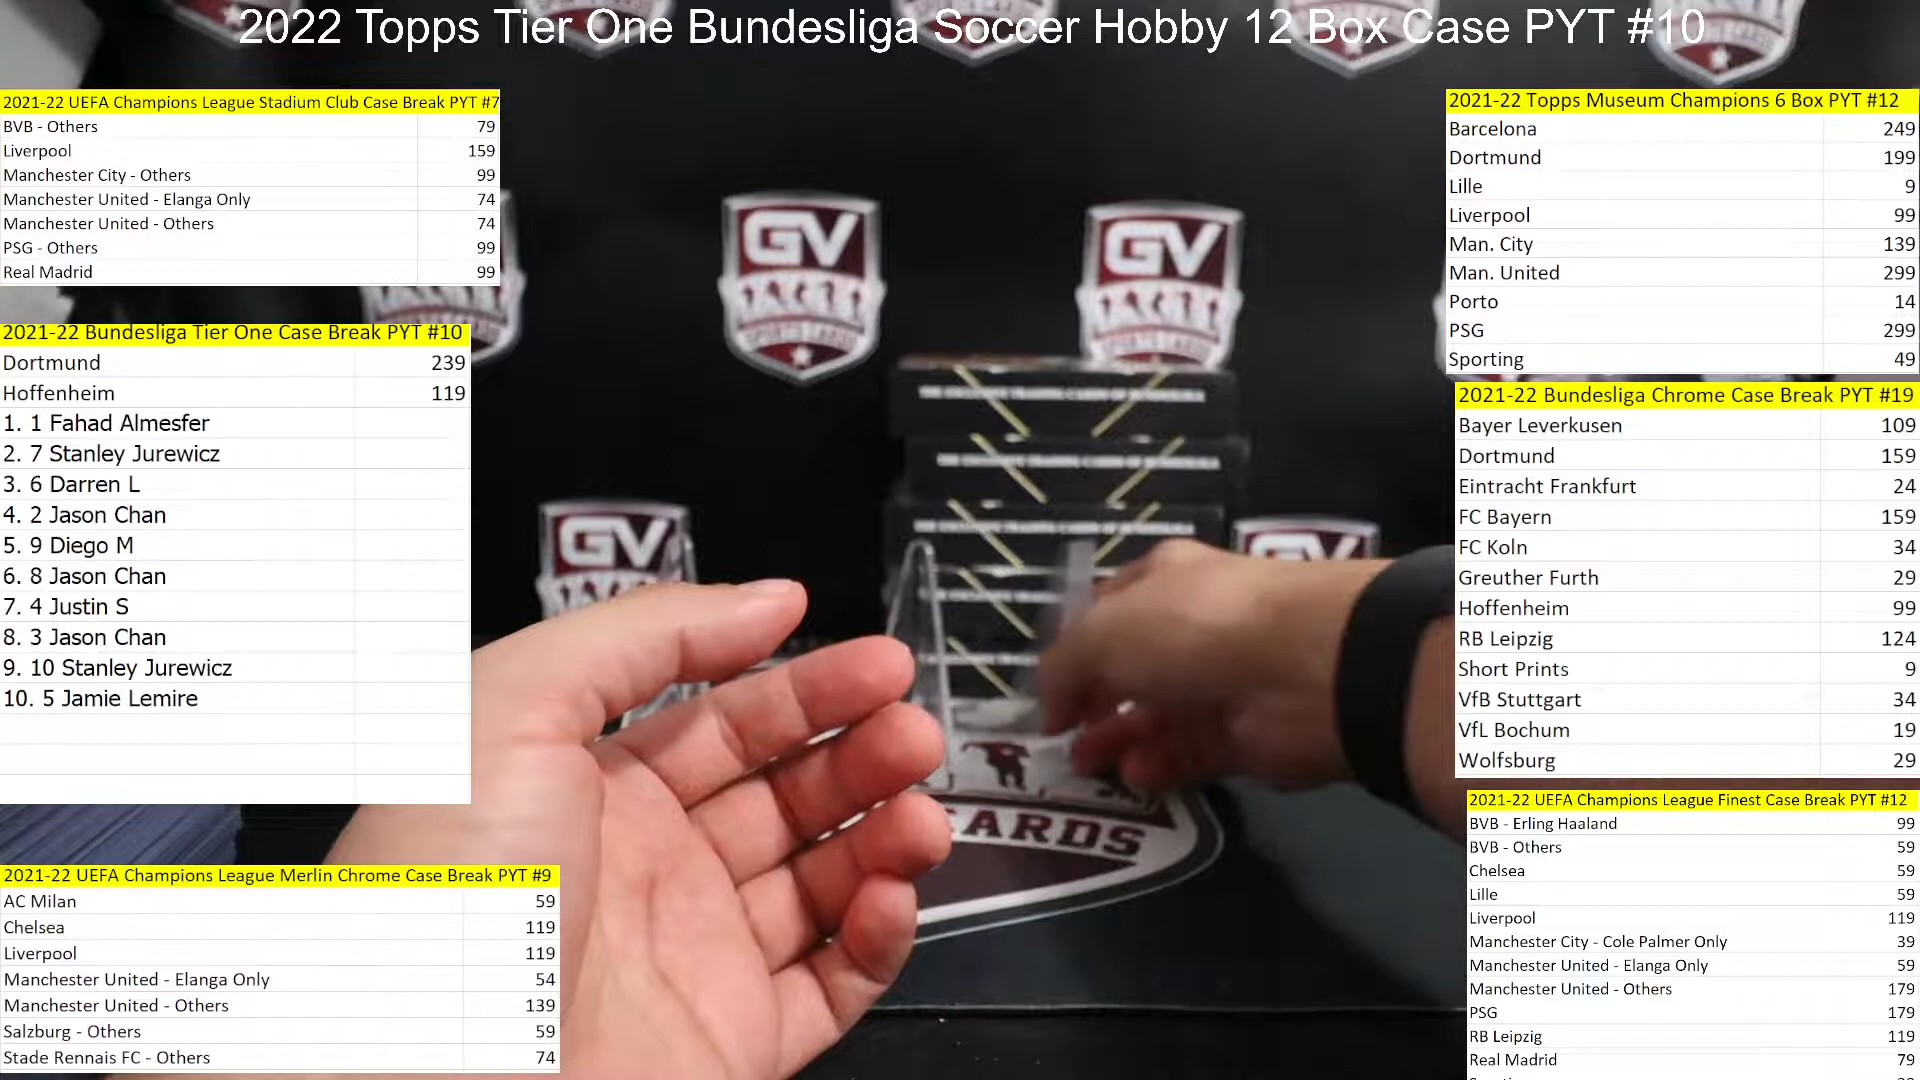 2022 Topps Tier One Bundesliga Soccer Hobby 12 Box Case PYT #10
2021-22 UEFA Champions League Stadium Club Case Break PYT #7
BVB - Others 79
Liverpool 159
Manchester City - Others 99
Manchester United - Elanga Only 74
Manchester United - Others 74
PSG - Others 99
Real Madrid 99
2021-22 Bundesliga Tier One Case Break PYT #10
Dortmund 239
Hoffenheim 119
1. 1 Fahad Almesfer
2. 7 Stanley Jurewicz
3. 6 Darren L
4. 2 Jason Chan
5. 9 Diego M
6. 8 Jason Chan
7. 4 Justin S
8. 3 Jason Chan
9. 10 Stanley Jurewicz
10. 5 Jamie Lemire
2021-22 UEFA Champions League Merlin Chrome Case Break PYT #9
AC Milan 59
Chelsea 119
Liverpool 119
Manchester United - Elanga Only 54
Manchester United - Others 139
Salzburg - Others 59
Stade Rennais FC - Others 74
GV
GV
GV
GV
CARDS
2021-22 Topps Museum Champions 6 Box PYT #12
Barcelona 249
Dortmund 199
Lille 9
Liverpool 99
Man. City 139
Man. United 299
Porto 14
PSG 299
Sporting 49
2021-22 Bundesliga Chrome Case Break PYT #19
Bayer Leverkusen 109
Dortmund 159
Eintracht Frankfurt 24
FC Bayern 159
FC Koln 34
Greuther Furth 29
Hoffenheim 99
RB Leipzig 124
Short Prints 9
VfB Stuttgart 34
VfL Bochum 19
Wolfsburg 29
2021-22 UEFA Champions League Finest Case Break PYT #12
BVB - Erling Haaland 99
BVB - Others 59
Chelsea 59
Lille 59
Liverpool 119
Manchester City - Cole Palmer Only 39
Manchester United - Elanga Only 59
Manchester United - Others 179
PSG 179
RB Leipzig 119
Real Madrid 79